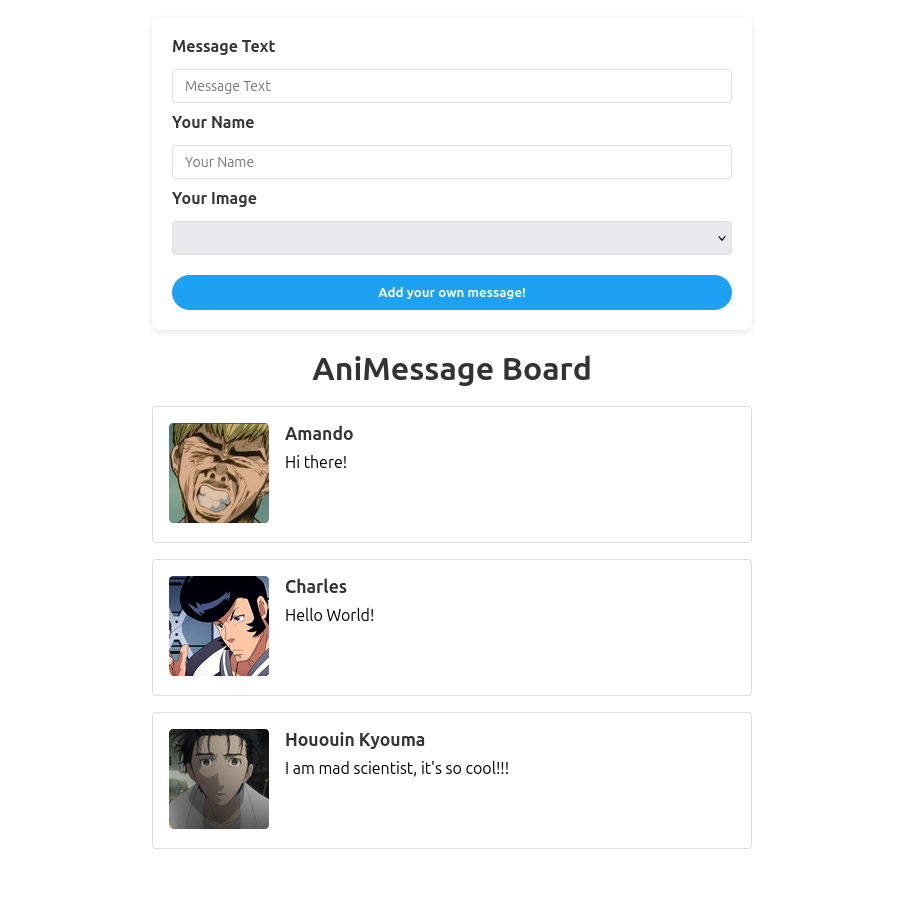 Message Text
Message Text
Your Name
Your Name
Your Image
Add your own message!
AniMessage Board
Amando
Hi there!
Charles
Hello World!
Hououin Kyouma
I am mad scientist, it's so cool!!!